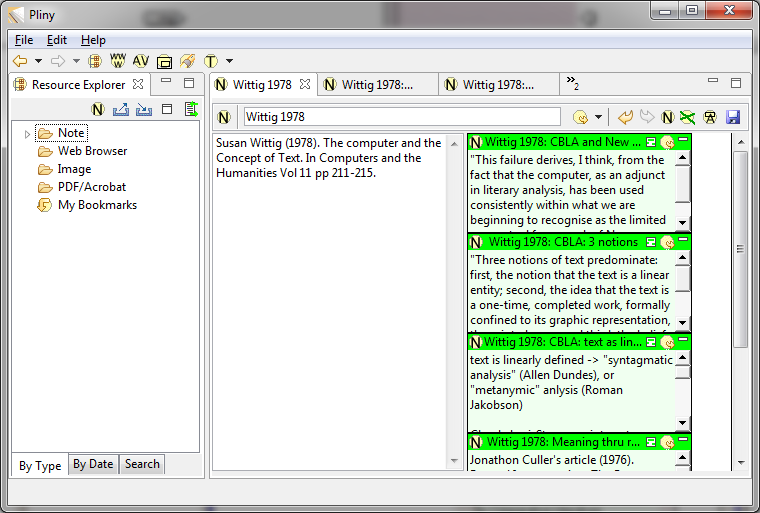 Pliny
File Edit Help
Resource Explorer
Note
Web Browser
Image
PDF/Acrobat
My Bookmarks
By Type By Date Search
Wittig 1978 Wittig 1978:... Wittig 1978:... »2
Wittig 1978
Susan Wittig (1978). The computer and the
Concept of Text. In Computers and the
Humanities Vol 11 pp 211-215.
Wittig 1978: CBLA and New ...
"This failure derives, I think, from the
fact that the computer, as an adjunct
in literary analysis, has been used
consistently within what we are
beginning to recognise as the limited
Wittig 1978: CBLA: 3 notions
"Three notions of text predominate:
first, the notion that the text is a linear
entity; second, the idea that the text is
a one-time, completed work, formally
confined to its graphic representation,
Wittig 1978: CBLA: text as lin...
text is linearly defined -> "syntagmatic
analysis" (Allen Dundes), or
"metanymic" anlysis (Roman
Jakobson)
Wittig 1978: Meaning thru r...
Jonathon Culler's article (1976).